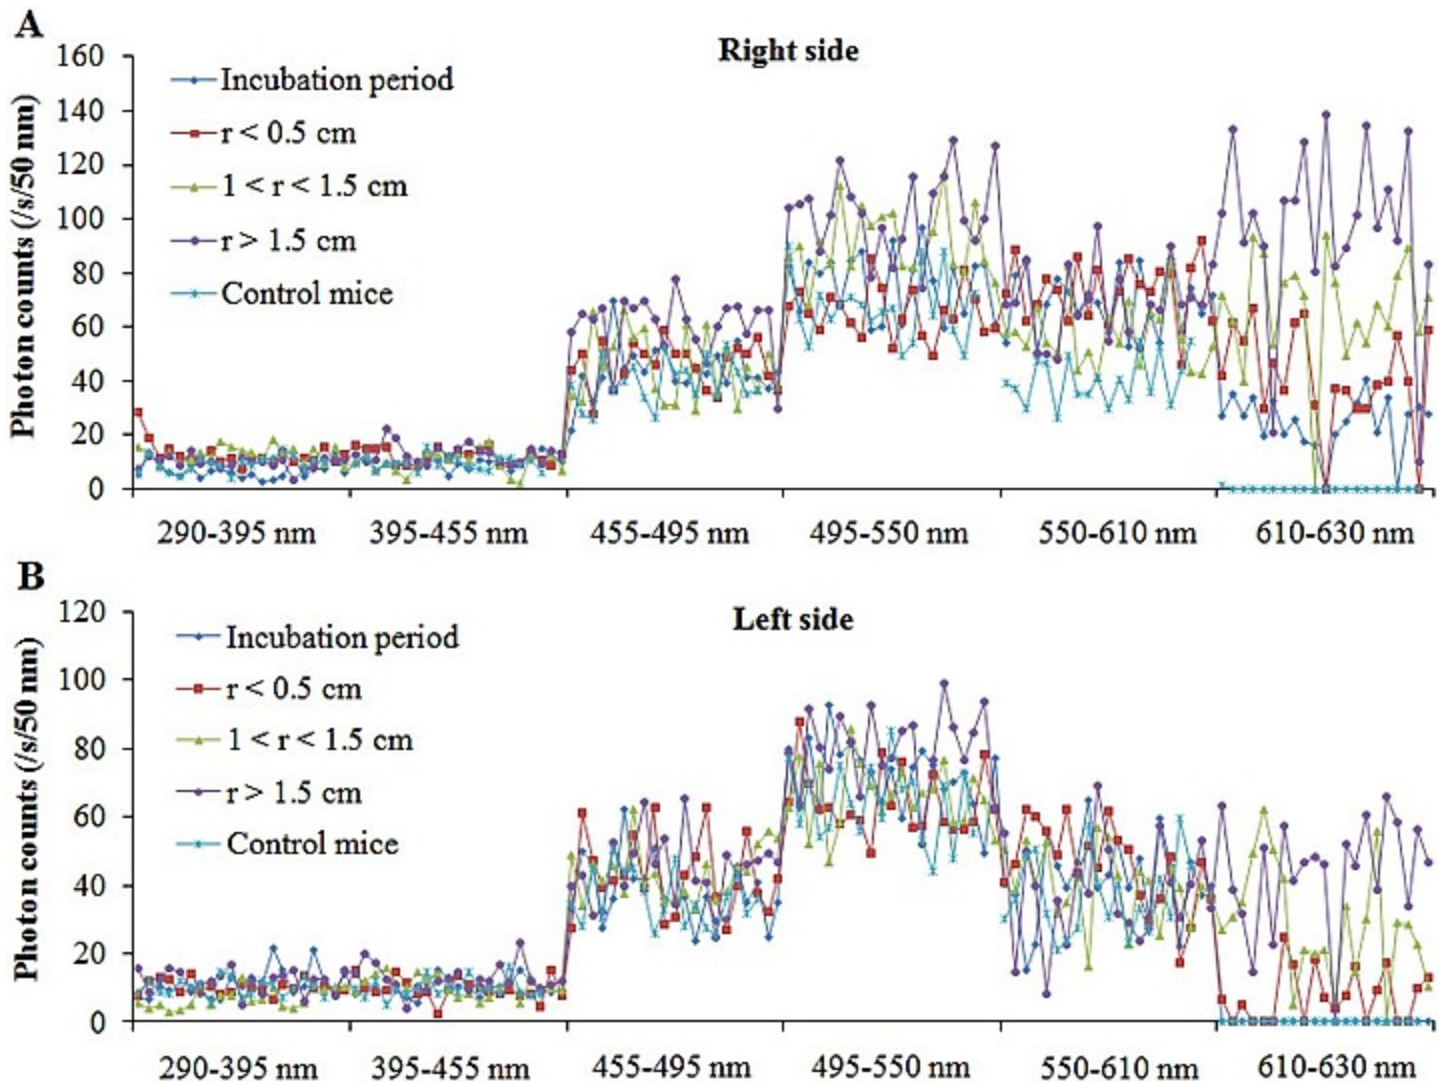 A
Right side
Photon counts (/s/50 nm)
160
140
120
100
80
60
40
20
0
Incubation period
r < 0.5 cm
1 < r < 1.5 cm
r > 1.5 cm
Control mice
290-395 nm 395-455 nm 455-495 nm 495-550 nm 550-610 nm 610-630 nm
B
Left side
Photon counts (/s/50 nm)
120
100
80
60
40
20
0
Incubation period
r < 0.5 cm
1 < r < 1.5 cm
r > 1.5 cm
Control mice
290-395 nm 395-455 nm 455-495 nm 495-550 nm 550-610 nm 610-630 nm